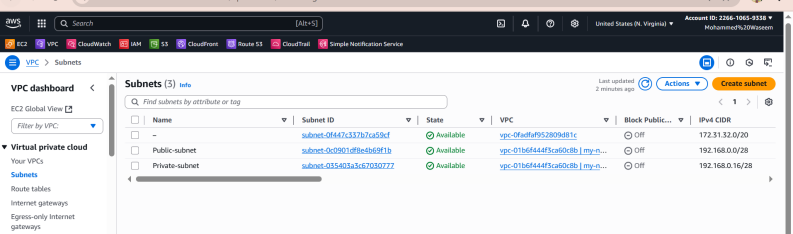 aws
Search
[Alt+S]
United States (N. Virginia)
Account ID: 2266-1065-9338
Mohammed%20Waseem
EC2 VPC CloudWatch IAM S3 CloudFront Route 53 CloudTrail Simple Notification Service
VPC > Subnets
VPC dashboard
EC2 Global View
Filter by VPC:
Virtual private cloud
Your VPCs
Subnets
Route tables
Internet gateways
Egress-only Internet
gateways
Subnets (3) Info
Last updated
2 minutes ago
Actions
Create subnet
Find subnets by attribute or tag
1
Name Subnet ID State VPC Block Public... IPv4 CIDR
– subnet-0f447c337b7ca59cf Available vpc-0fadfaf952809d81c Off 172.31.32.0/20
Public-subnet subnet-0c0901df8e4b69f1b Available vpc-01b6f444f3ca60c8b | my-n... Off 192.168.0.0/28
Private-subnet subnet-035403a3c67030777 Available vpc-01b6f444f3ca60c8b | my-n... Off 192.168.0.16/28